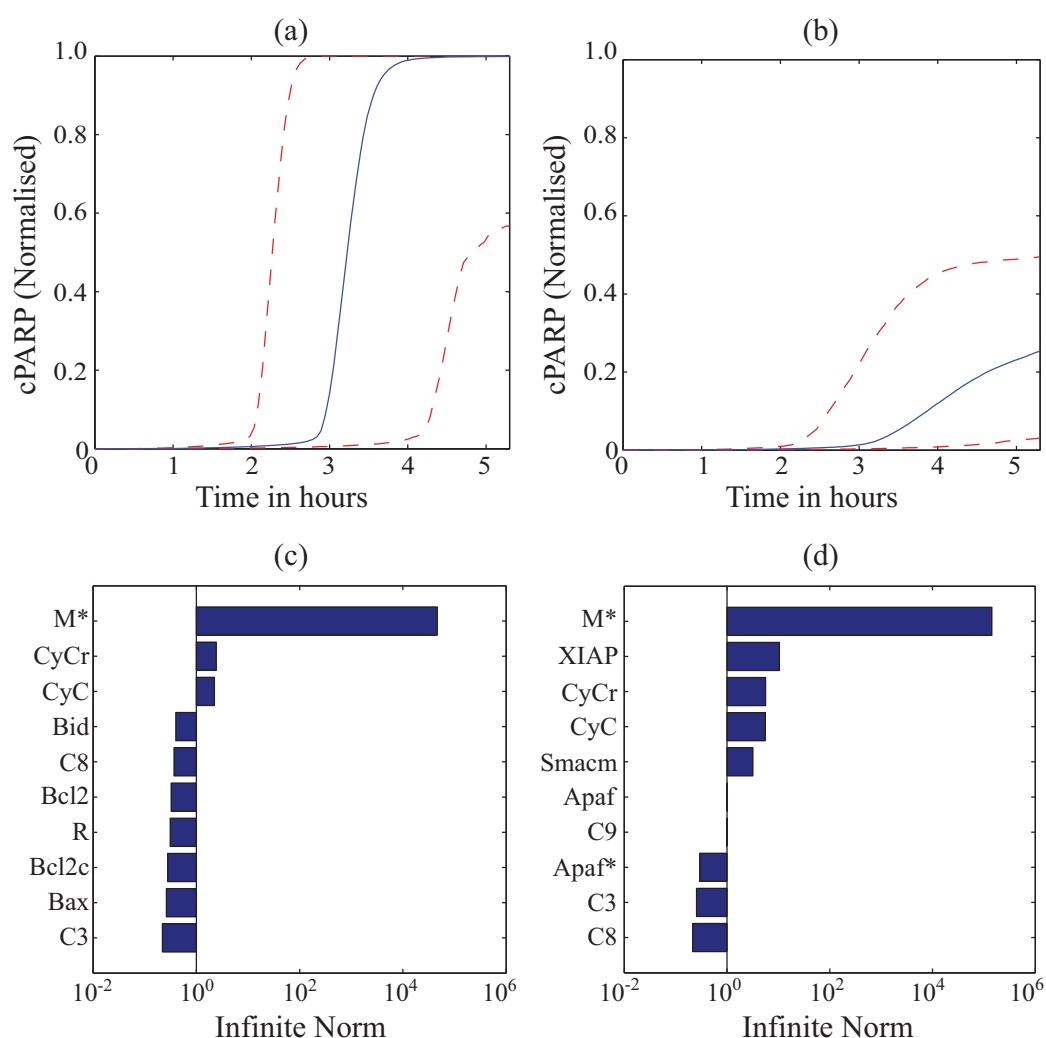 (a)
1.0
0.8
0.6
0.4
0.2
0
cPARP (Normalised)
0 1 2 3 4 5
Time in hours
(b)
1.0
0.8
0.6
0.4
0.2
0
cPARP (Normalised)
0 1 2 3 4 5
Time in hours
(c)
M*
CyCr
CyC
Bid
C8
Bcl2
R
Bcl2c
Bax
C3
10^-2 10^0 10^2 10^4 10^6
Infinite Norm
(d)
M*
XIAP
CyCr
CyC
Smacm
Apaf
C9
Apaf*
C3
C8
10^-2 10^0 10^2 10^4 10^6
Infinite Norm